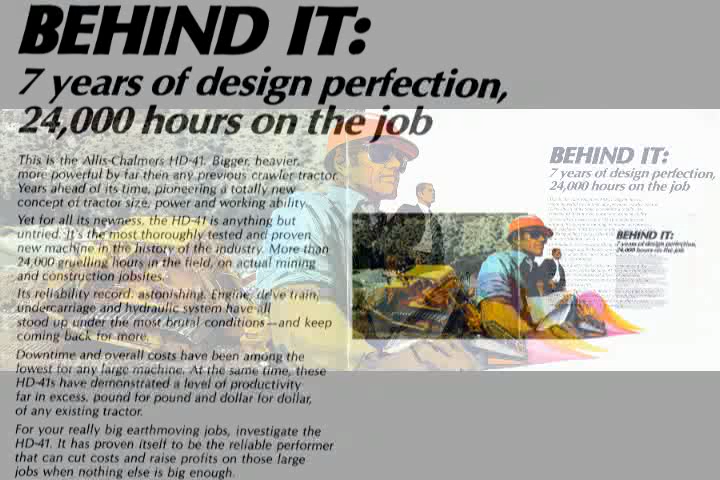 BEHIND IT:
7 years of design perfection,
24,000 hours on the job
This is the Allis-Chalmers HD-41. Bigger, heavier,
more powerful by far then any previous crawler tractor.
Years ahead of its time, pioneering a totally new
concept of tractor size, power and working ability.
Yet for all its newness, the HD-41 is anything but
untried. It's the most thoroughly tested and proven
new machine in the history of the industry. More than
24,000 gruelling hours in the field, on actual mining
and construction jobsites.
Its reliability record: astonishing. Engine, drive train,
undercarriage and hydraulic system have all
stood up under the most brutal conditions—and keep
coming back for more.
Downtime and overall costs have been among the
lowest for any large machine. At the same time, these
HD-41s have demonstrated a level of productivity
far in excess, pound for pound and dollar for dollar,
of any existing tractor.
For your really big earthmoving jobs, investigate the
HD-41. It has proven itself to be the reliable performer
that can cut costs and raise profits on those large
jobs when nothing else is big enough.
BEHIND IT:
7 years of design perfection,
24,000 hours on the job
BEHIND IT:
7 years of design perfection,
24,000 hours on the job